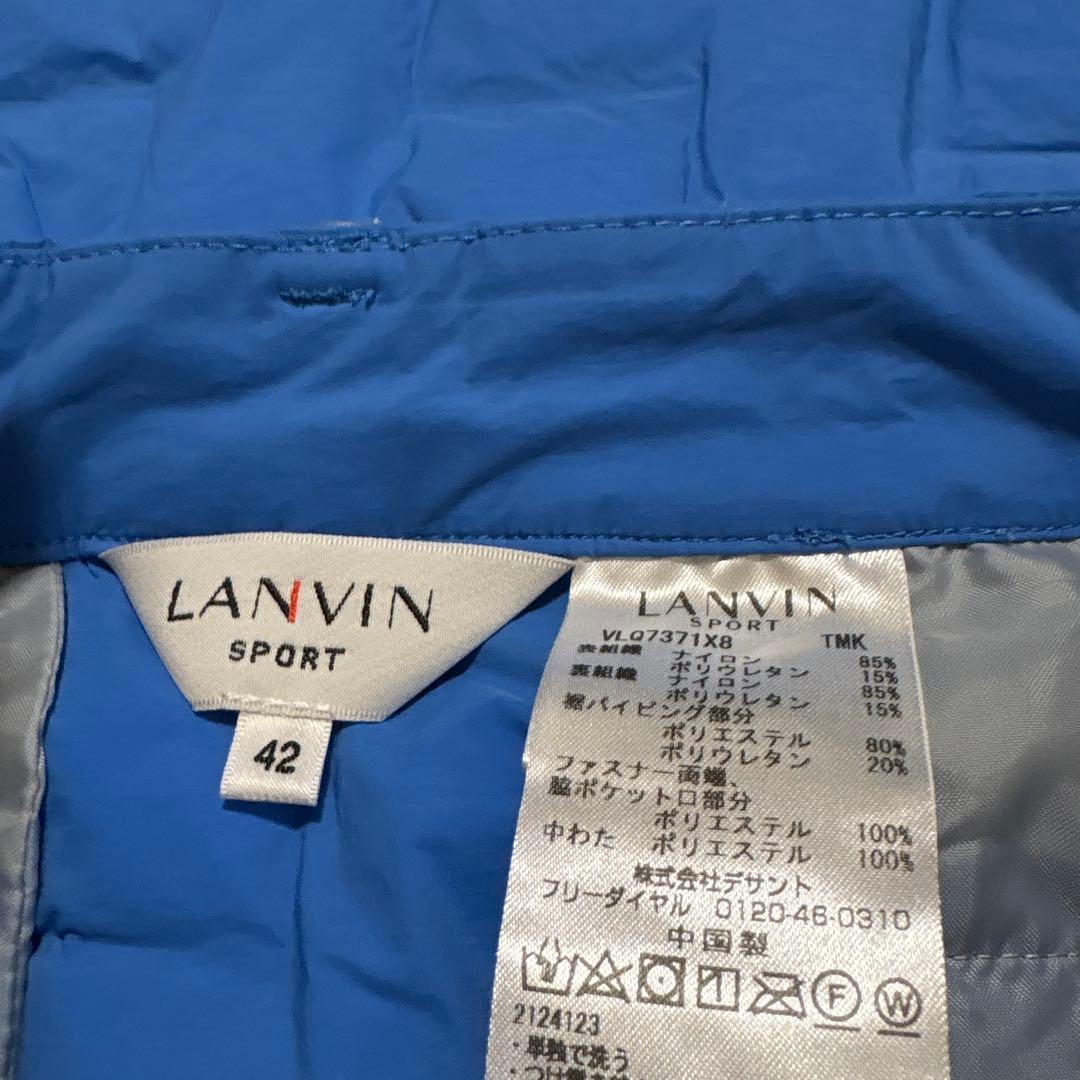 LANVIN
SPORT
42
LANVIN
SPORT
VLQ7371X8 TMK
表組織 ナイロン 85%
ポリウレタン 15%
裏組織 ナイロン 85%
ポリウレタン 15%
裾パイピング部分
ポリエステル 80%
ポリウレタン 20%
ファスナー両端、
脇ポケット口部分
ポリエステル 100%
中わた ポリエステル 100%
株式会社デサント
フリーダイヤル 0120-46-0310
中国製
F W
2124123
・単独で洗う